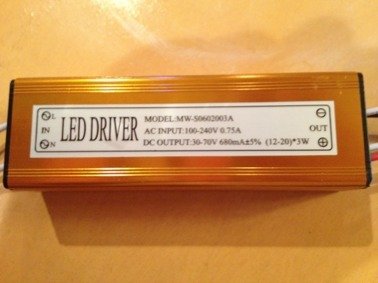 L
IN
N
LED DRIVER
MODEL:MW-S0602003A
AC INPUT:100-240V 0.75A
DC OUTPUT:30-70V 680mA±5% (12-20)*3W
OUT